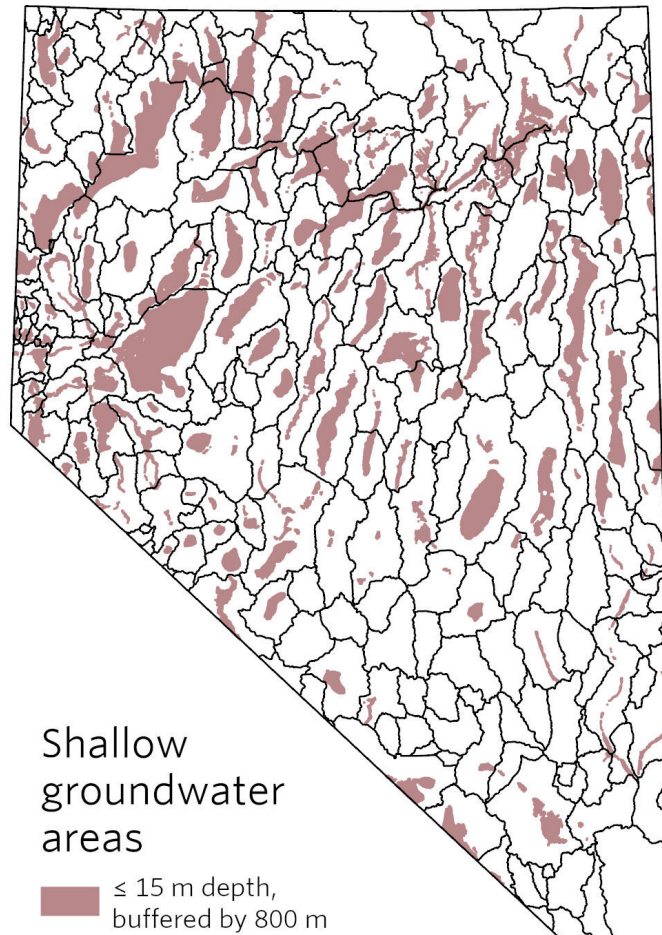 Shallow
groundwater
areas
≤ 15 m depth,
buffered by 800 m